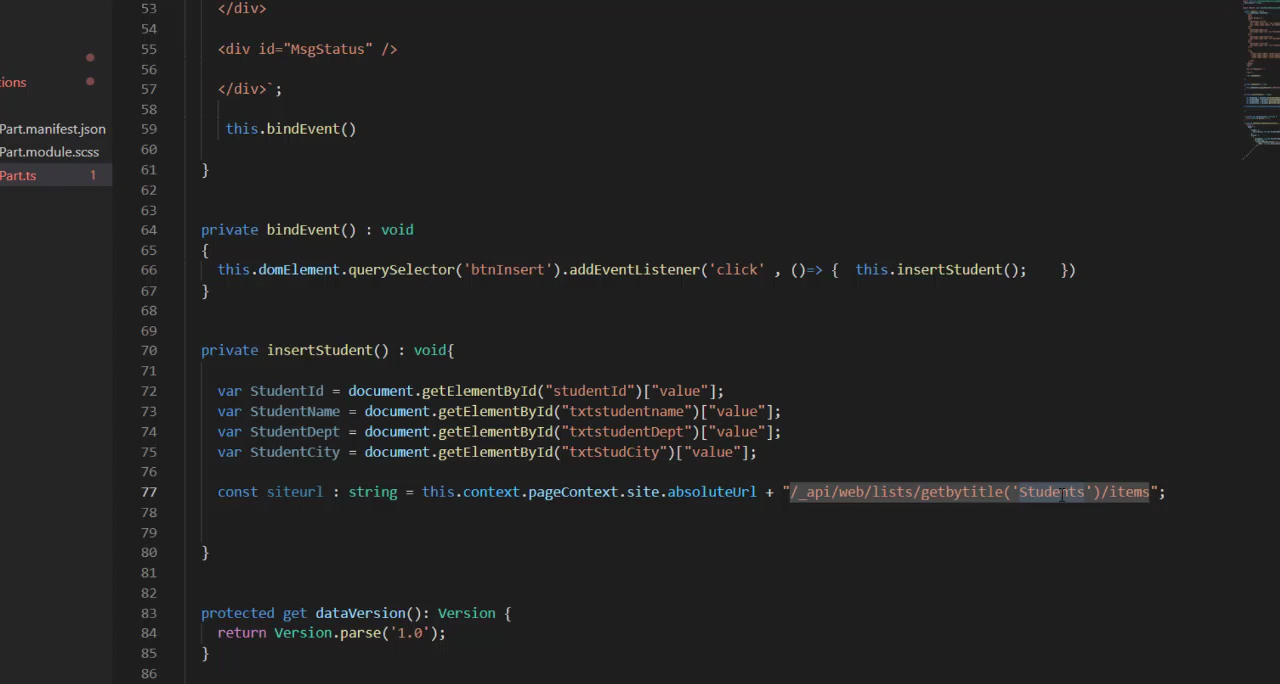 53 </div>
54
55 <div id="MsgStatus" />
56
57 </div>`;
58
59 this.bindEvent()
60
61 }
62
63
64 private bindEvent() : void
65 {
66 this.domElement.querySelector('btnInsert').addEventListener('click' , ()=> { this.insertStudent(); })
67 }
68
69
70 private insertStudent() : void{
71
72 var StudentId = document.getElementById("studentId")["value"];
73 var StudentName = document.getElementById("txtstudentname")["value"];
74 var StudentDept = document.getElementById("txtstudentDept")["value"];
75 var StudentCity = document.getElementById("txtStudCity")["value"];
76
77 const siteurl : string = this.context.pageContext.site.absoluteUrl + "/_api/web/lists/getbytitle('Students')/items";
78
79
80 }
81
82
83 protected get dataVersion(): Version {
84 return Version.parse('1.0');
85 }
86
tions
Part.manifest.json
Part.module.scss
Part.ts 1